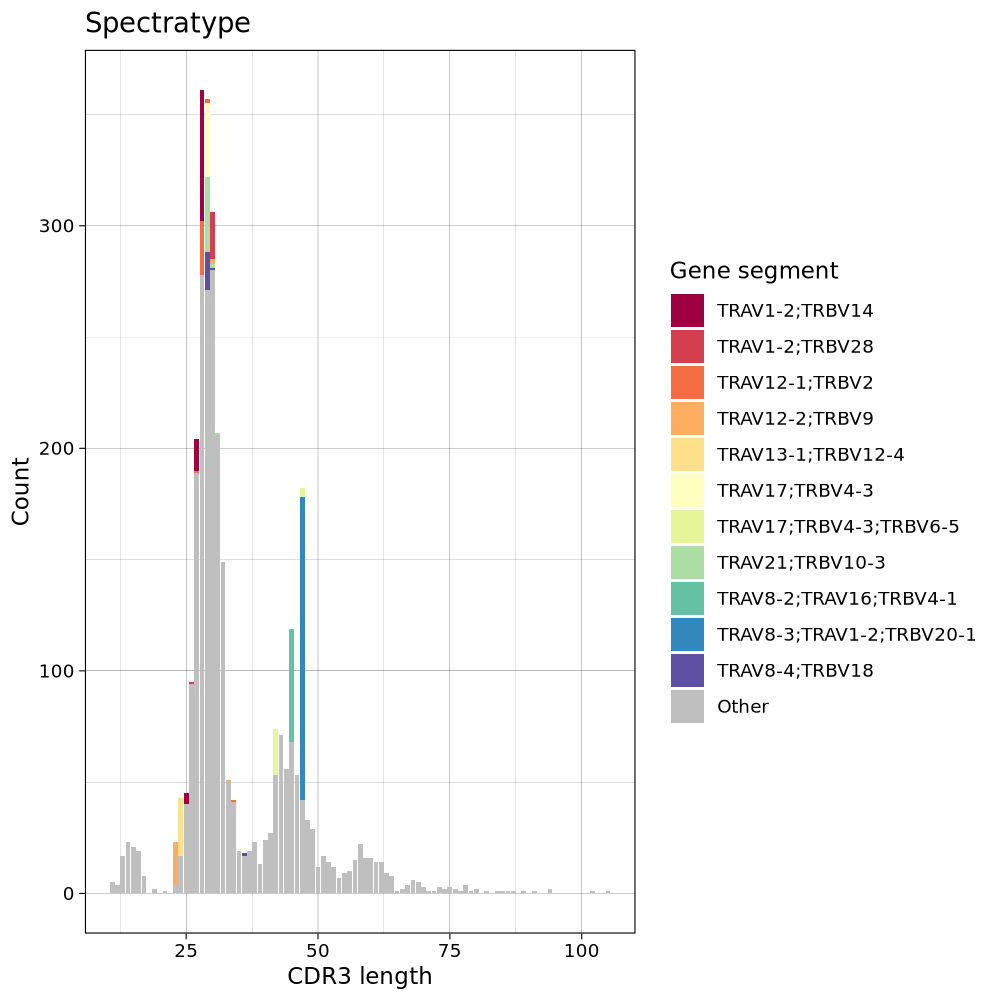 Spectratype
Count
300
200
100
0
25 50 75 100
CDR3 length
Gene segment
TRAV1-2;TRBV14
TRAV1-2;TRBV28
TRAV12-1;TRBV2
TRAV12-2;TRBV9
TRAV13-1;TRBV12-4
TRAV17;TRBV4-3
TRAV17;TRBV4-3;TRBV6-5
TRAV21;TRBV10-3
TRAV8-2;TRAV16;TRBV4-1
TRAV8-3;TRAV1-2;TRBV20-1
TRAV8-4;TRBV18
Other